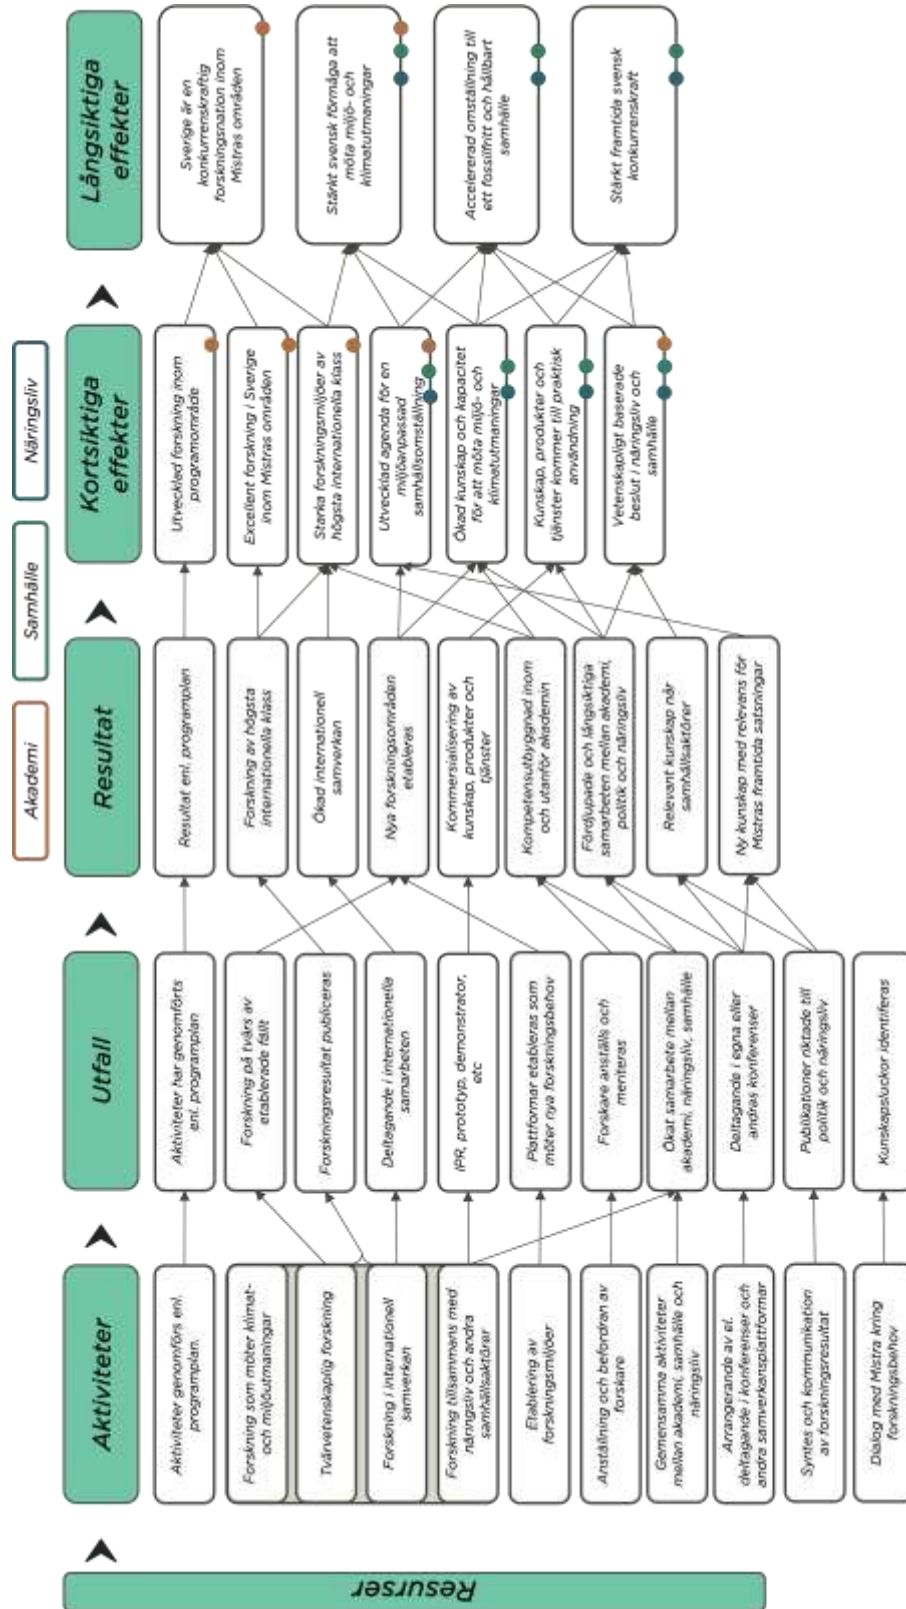 Akademi
Samhälle
Näringsliv
Resurser
Aktiviteter
Utfall
Resultat
Kortsiktiga
effekter
Långsiktiga
effekter
Aktiviteter genomförs enl.
programplan.
Forskning som möter klimat-
och miljöutmaningar
Tvärvetenskaplig forskning
Forskning i internationell
samverkan
Forskning tillsammans med
näringsliv och andra
samhällsaktörer
Etablering av
forskningsmiljöer
Anställning och befordran av
forskare
Gemensamma aktiviteter
mellan akademi, samhälle och
näringsliv
Arrangerande av el.
deltagande i konferenser och
andra samverkansplattformar
Syntes och kommunikation
av forskningsresultat
Dialog med Mistra kring
forskningsbehov
Aktiviteter har genomförts
enl. programplan
Forskning på tvärs av
etablerade fält
Forskningsresultat publiceras
Deltagande i internationella
samarbeten
IPR, prototyp, demonstrator,
etc
Plattformar etableras som
möter nya forskningsbehov
Forskare anställs och
meriteras
Ökat samarbete mellan
akademi, näringsliv, samhälle
Deltagande i egna eller
andras konferenser
Publikationer riktade till
politik och näringsliv
Kunskapsluckor identifieras
Resultat enl. programplan
Forskning av högsta
internationella klass
Ökad internationell
samverkan
Nya forskningsområden
etableras
Kommersialisering av
kunskap, produkter och
tjänster
Kompetensutbyggnad inom
och utanför akademin
Fördjupade och långsiktiga
samarbeten mellan akademi,
politik och näringsliv
Relevant kunskap når
samhällsaktörer
Ny kunskap med relevans för
Mistras framtida satsningar
Utvecklad forskning inom
programområde
Excellent forskning i Sverige
inom Mistras områden
Starka forskningsmiljöer av
högsta internationella klass
Utvecklad agenda för en
miljöanpassad
samhällsomställning
Ökad kunskap och kapacitet
för att möta miljö- och
klimatutmaningar
Kunskap, produkter och
tjänster kommer till praktisk
användning
Vetenskapligt baserade
beslut i näringsliv och
samhälle
Sverige är en
konkurrenskraftig
forskningsnation inom
Mistras områden
Stärkt svensk förmåga att
möta miljö- och
klimatutmaningar
Accelererad omställning till
ett fossilfritt och hållbart
samhälle
Stärkt framtida svensk
konkurrenskraft